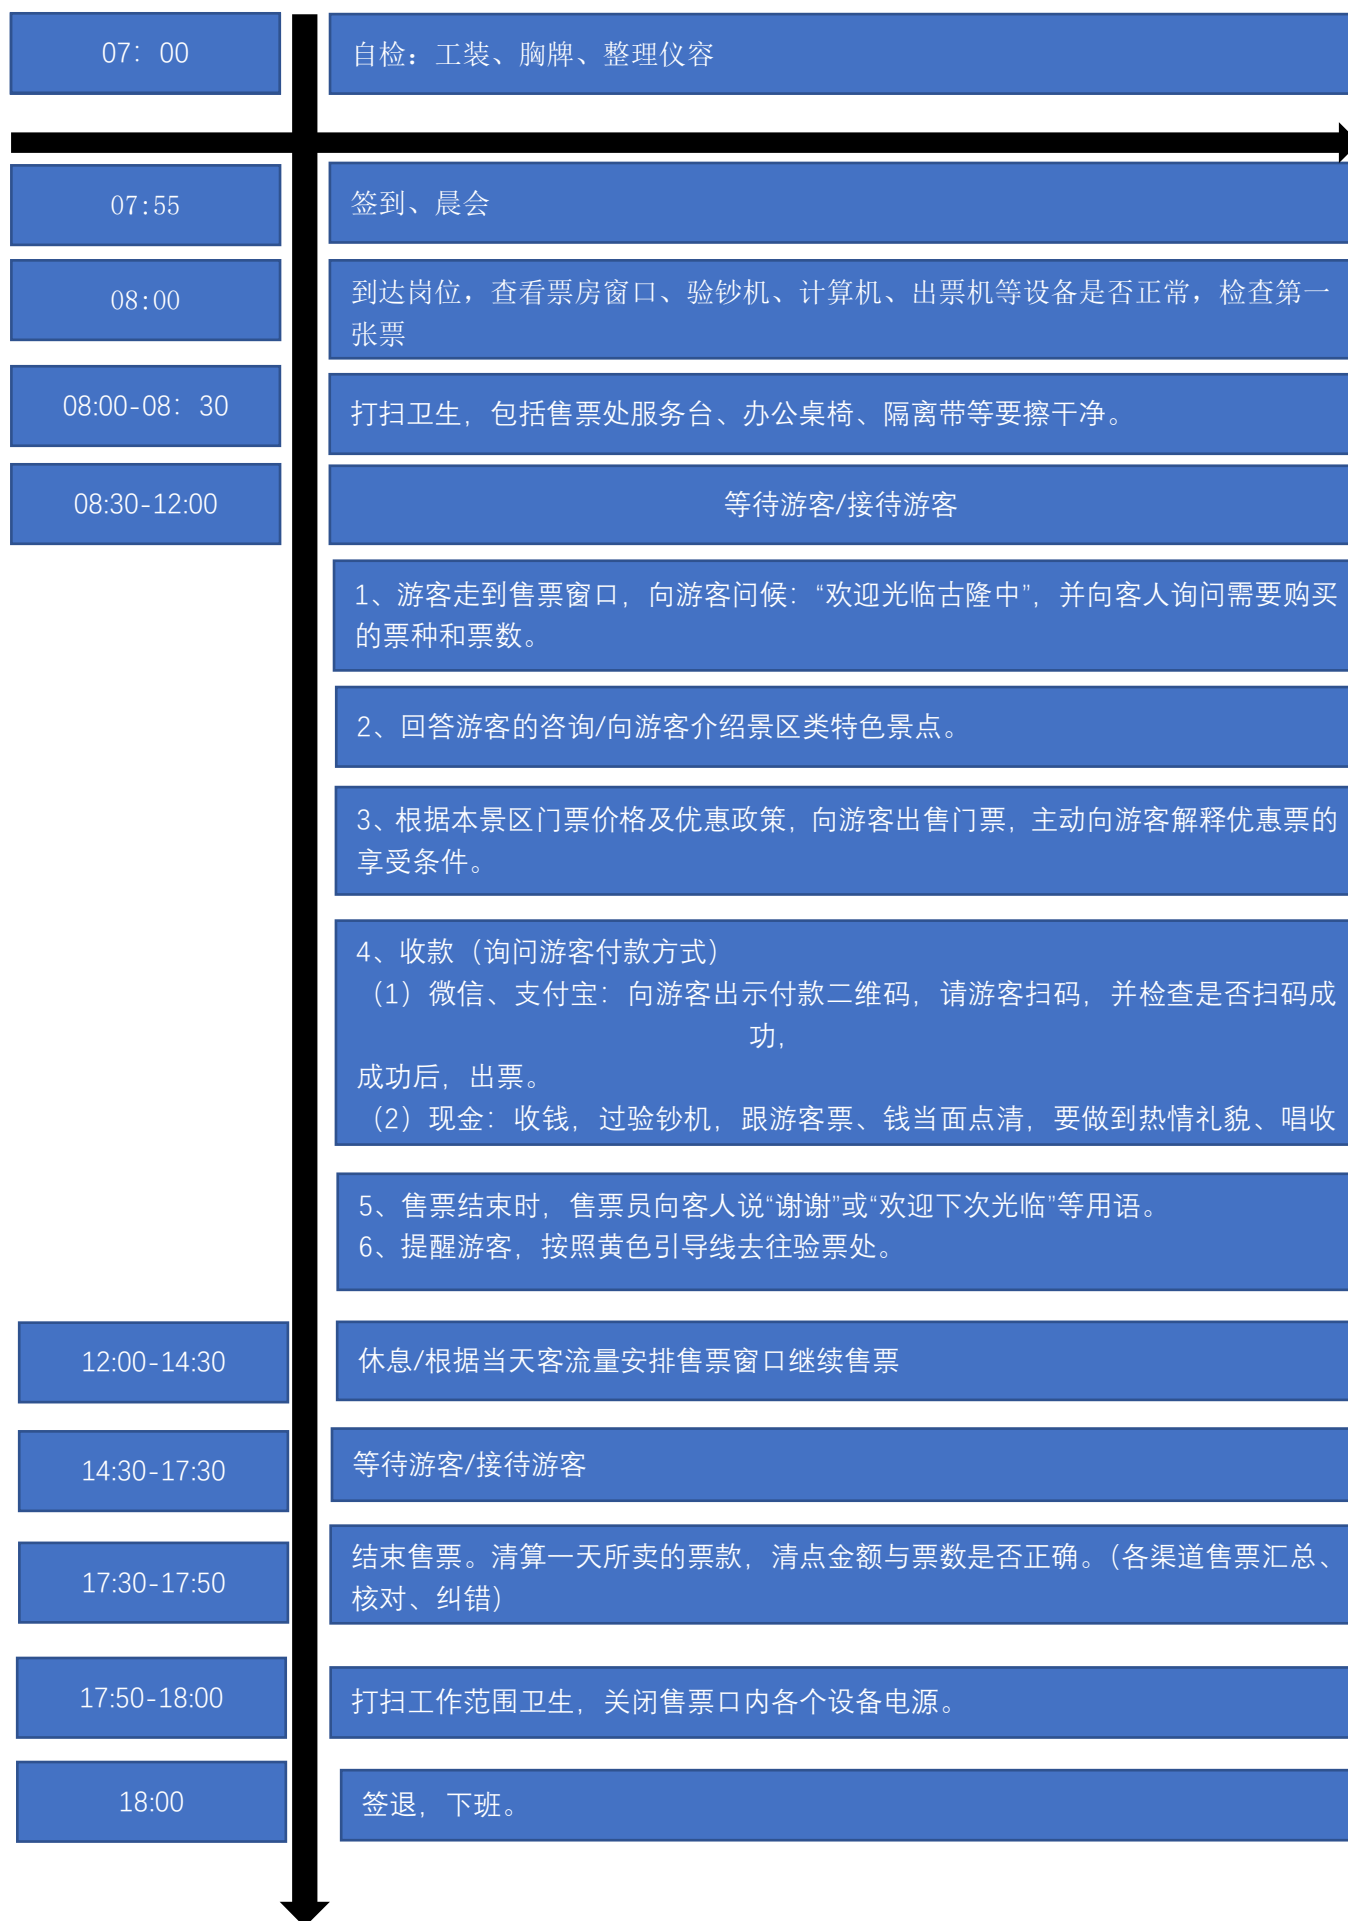 07：00
自检：工装、胸牌、整理仪容
07:55
签到、晨会
08:00
到达岗位，查看票房窗口、验钞机、计算机、出票机等设备是否正常，检查第一
张票
08:00-08：30
打扫卫生，包括售票处服务台、办公桌椅、隔离带等要擦干净。
08:30-12:00
等待游客/接待游客
1、游客走到售票窗口，向游客问候：“欢迎光临古隆中”，并向客人询问需要购买
的票种和票数。
2、回答游客的咨询/向游客介绍景区类特色景点。
3、根据本景区门票价格及优惠政策，向游客出售门票，主动向游客解释优惠票的
享受条件。
4、收款（询问游客付款方式）
（1）微信、支付宝：向游客出示付款二维码，请游客扫码，并检查是否扫码成
功，
成功后，出票。
（2）现金：收钱，过验钞机，跟游客票、钱当面点清，要做到热情礼貌、唱收
5、售票结束时，售票员向客人说“谢谢”或“欢迎下次光临”等用语。
6、提醒游客，按照黄色引导线去往验票处。
12:00-14:30
休息/根据当天客流量安排售票窗口继续售票
14:30-17:30
等待游客/接待游客
17:30-17:50
结束售票。清算一天所卖的票款，清点金额与票数是否正确。（各渠道售票汇总、
核对、纠错）
17:50-18:00
打扫工作范围卫生，关闭售票口内各个设备电源。
18:00
签退，下班。